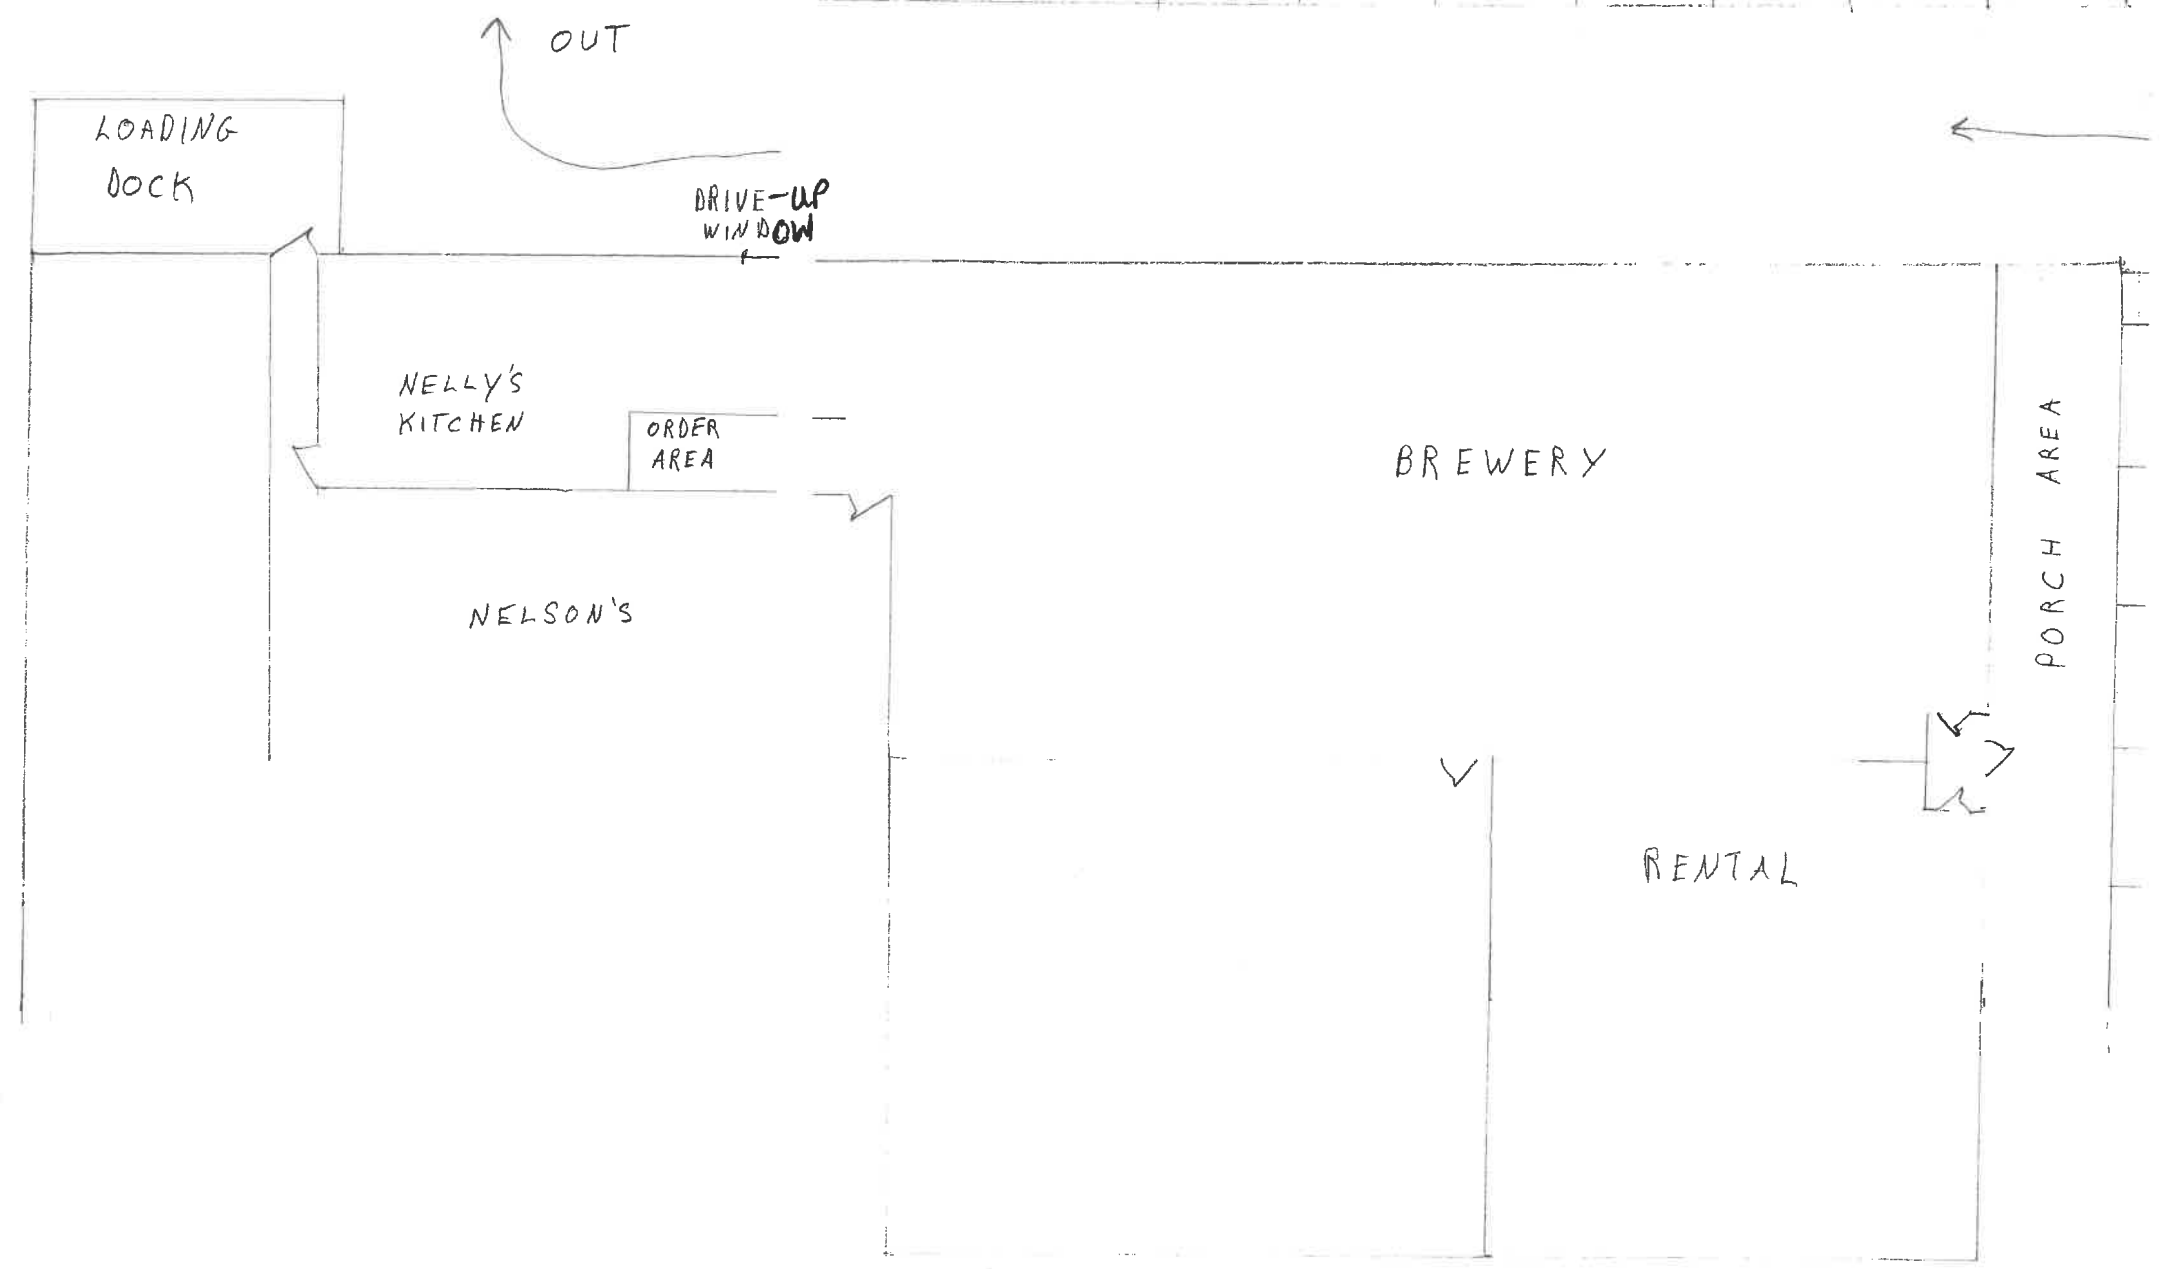 OUT
LOADING
DOCK
DRIVE-UP
WINDOW
NELLY'S
KITCHEN
ORDER
AREA
BREWERY
PORCH AREA
NELSON'S
RENTAL